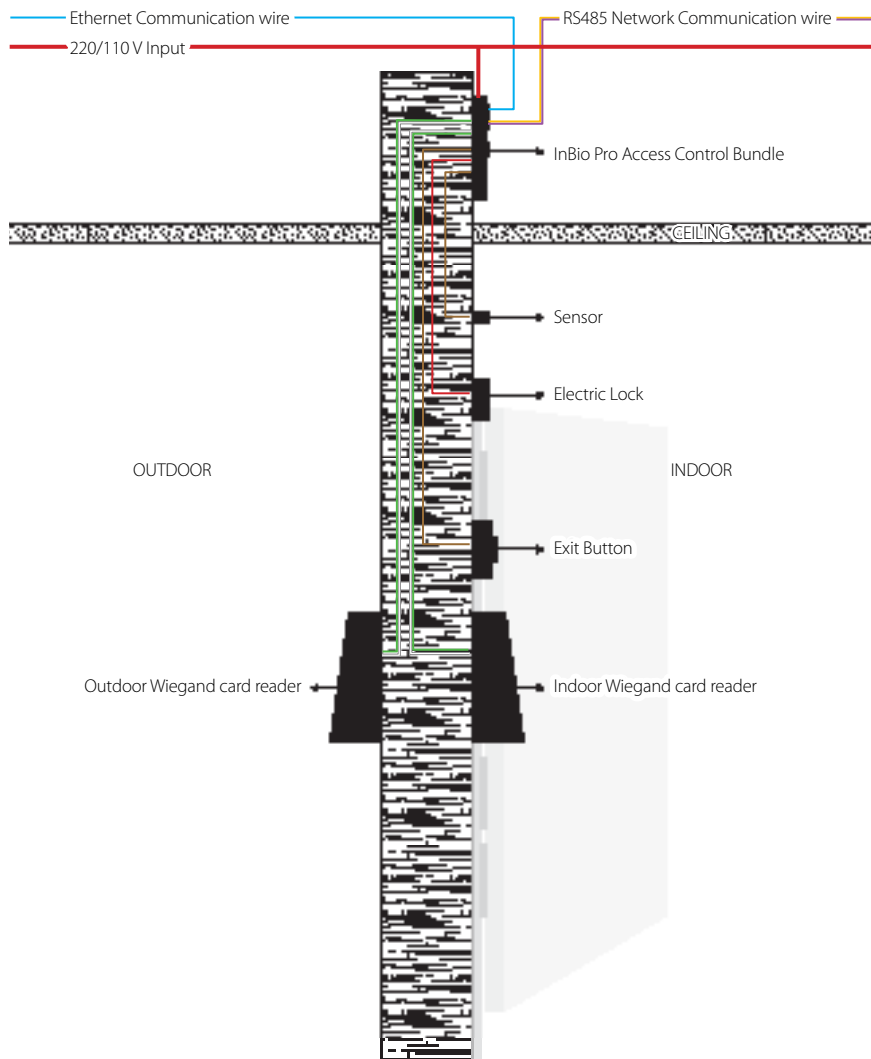 Ethernet Communication wire
RS485 Network Communication wire
220/110 V Input
InBio Pro Access Control Bundle
CEILING
Sensor
Electric Lock
OUTDOOR
INDOOR
Exit Button
Outdoor Wiegand card reader
Indoor Wiegand card reader